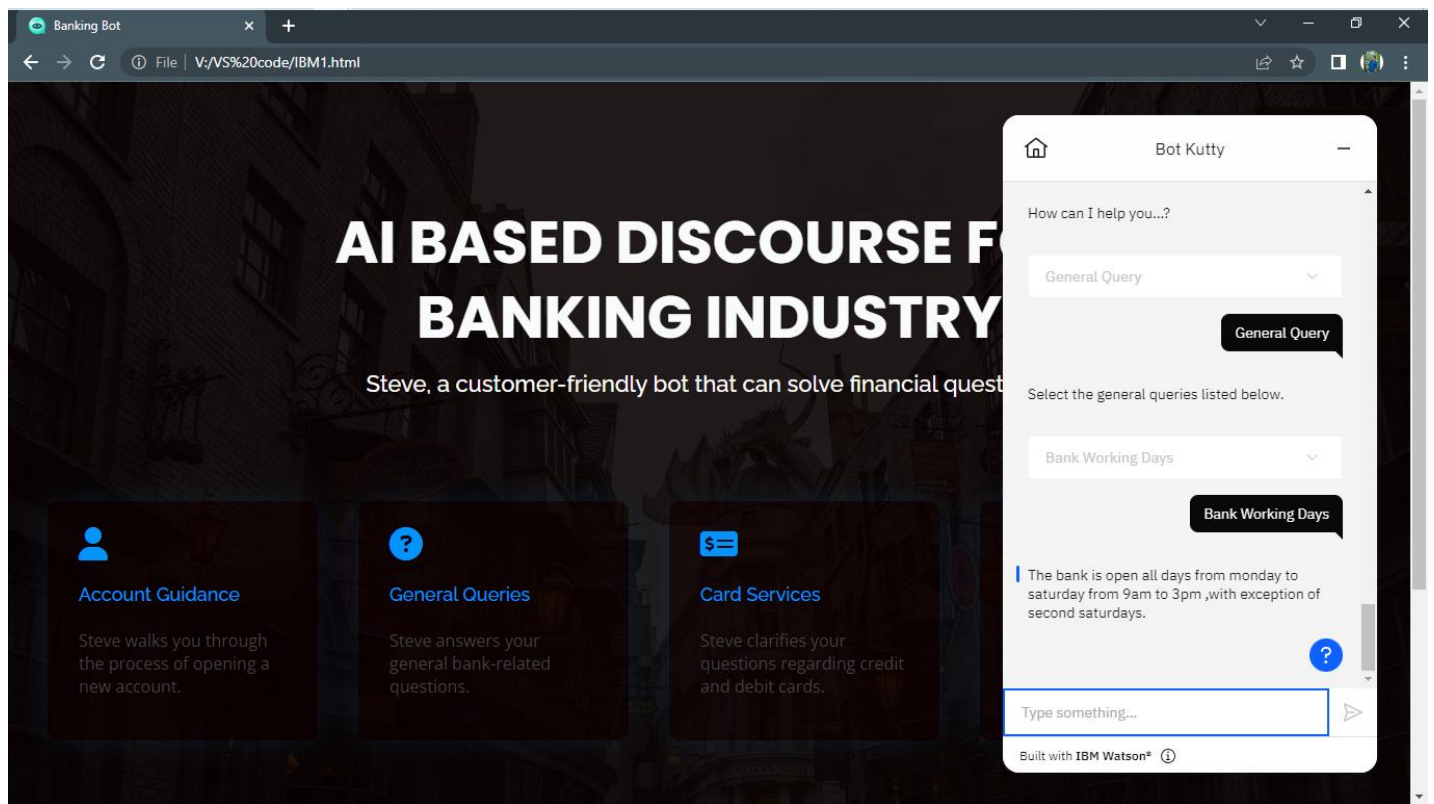 Banking Bot
File | V:/VS%20code/IBM1.html
AI BASED DISCOURSE F
BANKING INDUSTRY
Steve, a customer-friendly bot that can solve financial quest
Account Guidance
Steve walks you through
the process of opening a
new account.
General Queries
Steve answers your
general bank-related
questions.
Card Services
Steve clarifies your
questions regarding credit
and debit cards.
Bot Kutty
How can I help you...?
General Query
General Query
Select the general queries listed below.
Bank Working Days
Bank Working Days
The bank is open all days from monday to
saturday from 9am to 3pm ,with exception of
second saturdays.
Type something...
Built with IBM Watson®